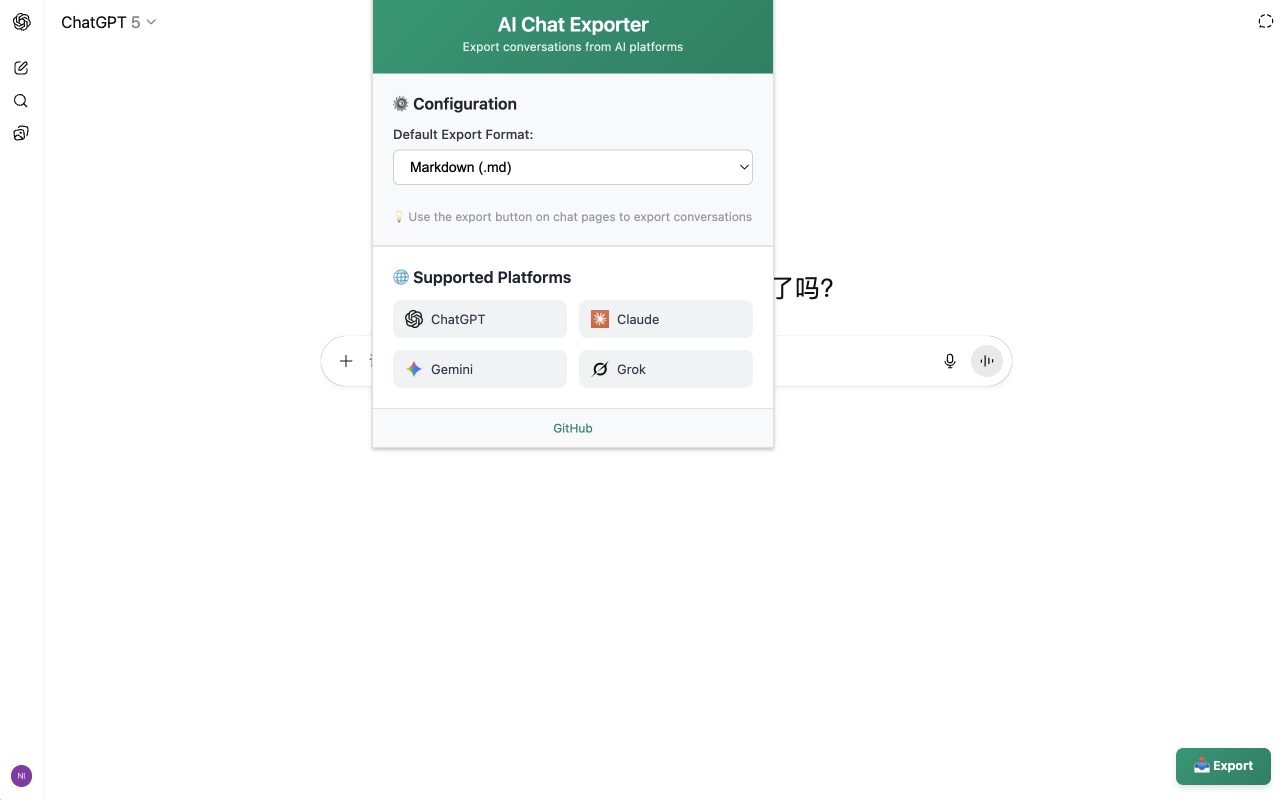 ChatGPT 5
AI Chat Exporter
Export conversations from AI platforms
Configuration
Default Export Format:
Markdown (.md)
Use the export button on chat pages to export conversations
Supported Platforms
ChatGPT
Claude
Gemini
Grok
GitHub
了吗?
NI
Export